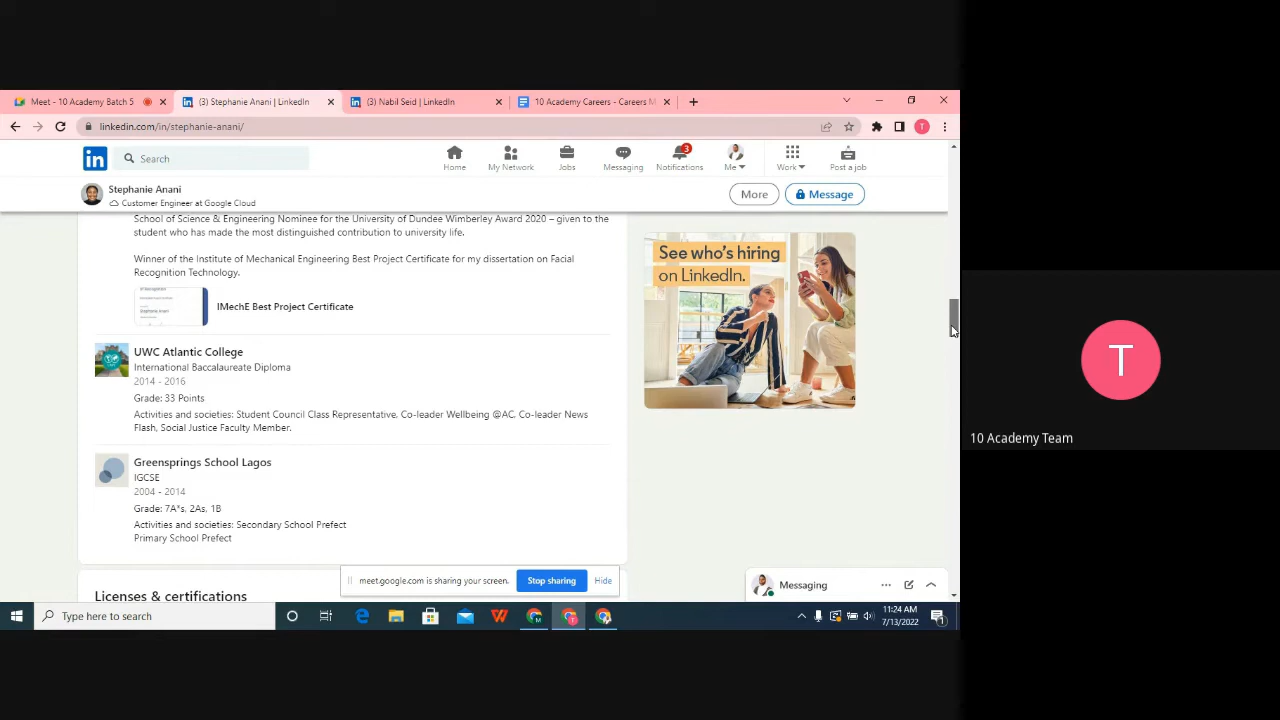 Meet - 10 Academy Batch 5
(3) Stephanie Anani | LinkedIn
(3) Nabil Seid | LinkedIn
10 Academy Careers - Careers M
linkedin.com/in/stephanie-anani/
T
in
Search
Home
My Network
Jobs
Messaging
3
Notifications
Me
Work
Post a job
Stephanie Anani
Customer Engineer at Google Cloud
More
Message
School of Science & Engineering Nominee for the University of Dundee Wimberley Award 2020 – given to the
student who has made the most distinguished contribution to university life.
Winner of the Institute of Mechanical Engineering Best Project Certificate for my dissertation on Facial
Recognition Technology.
IMechE Best Project Certificate
UWC Atlantic College
International Baccalaureate Diploma
2014 - 2016
Grade: 33 Points
Activities and societies: Student Council Class Representative, Co-leader Wellbeing @AC, Co-leader News
Flash, Social Justice Faculty Member.
Greensprings School Lagos
IGCSE
2004 - 2014
Grade: 7A*s, 2As, 1B
Activities and societies: Secondary School Prefect
Primary School Prefect
Licenses & certifications
See who's hiring
on LinkedIn.
meet.google.com is sharing your screen.
Stop sharing
Hide
Messaging
Type here to search
11:24 AM
7/13/2022
1
T
10 Academy Team